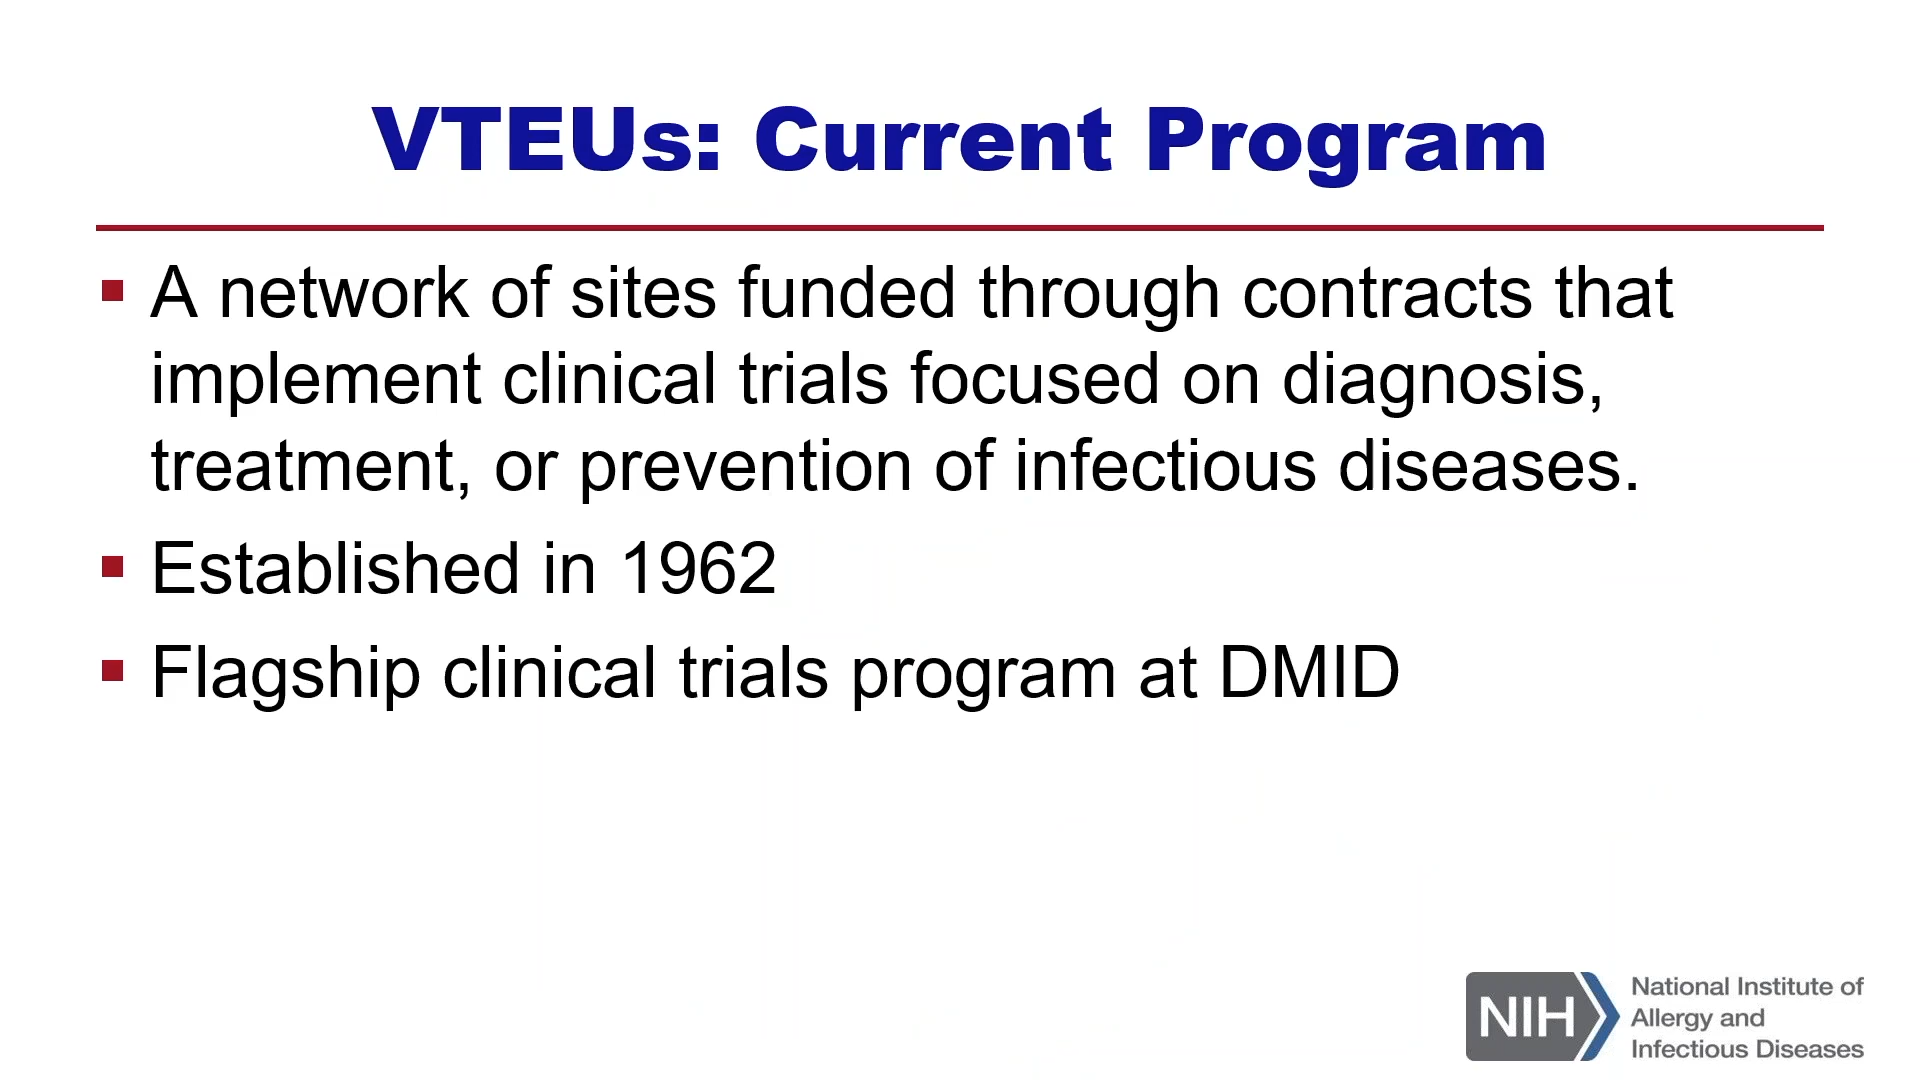 VTEUs: Current Program
▪ A network of sites funded through contracts that
implement clinical trials focused on diagnosis,
treatment, or prevention of infectious diseases.
▪ Established in 1962
▪ Flagship clinical trials program at DMID
NIH
National Institute of
Allergy and
Infectious Diseases